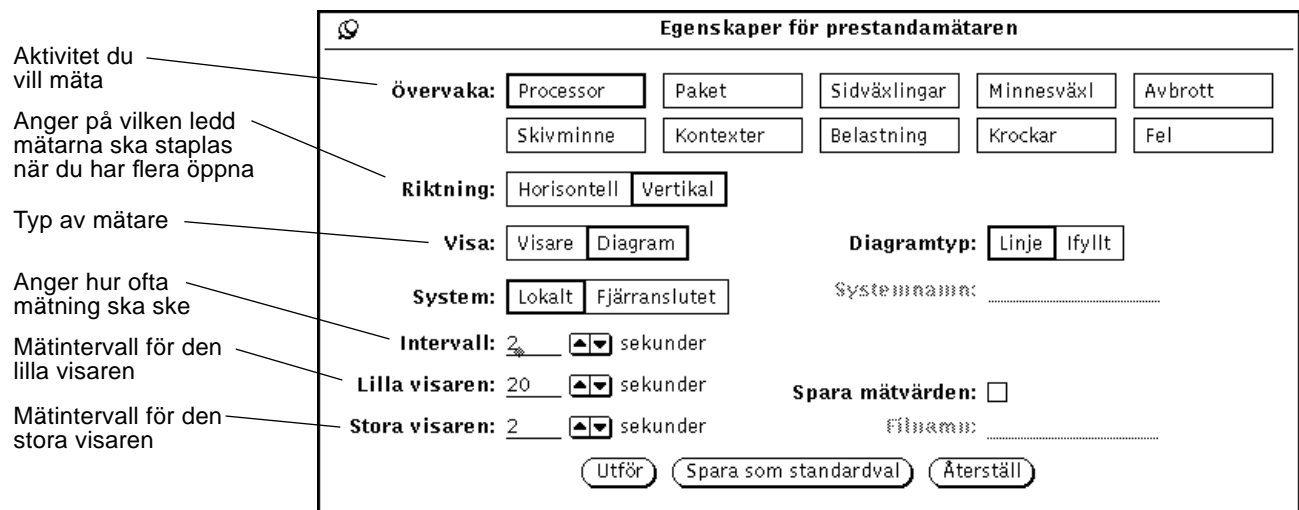 Egenskaper för prestandamätaren
Aktivitet du
vill mäta
Övervaka: Processor Paket Sidväxlingar Minnesväxl Avbrott
Skivminne Kontexter Belastning Krockar Fel
Anger på vilken ledd
mätarna ska staplas
när du har flera öppna
Riktning: Horisontell Vertikal
Typ av mätare
Visa: Visare Diagram Diagramtyp: Linje Ifyllt
Anger hur ofta
mätning ska ske
System: Lokalt Fjärranslutet Systemnamn:
Intervall: 2 sekunder
Mätintervall för den
lilla visaren
Lilla visaren: 20 sekunder Spara mätvärden:
Mätintervall för den
stora visaren
Stora visaren: 2 sekunder Filnamn:
Utför Spara som standardval Återställ